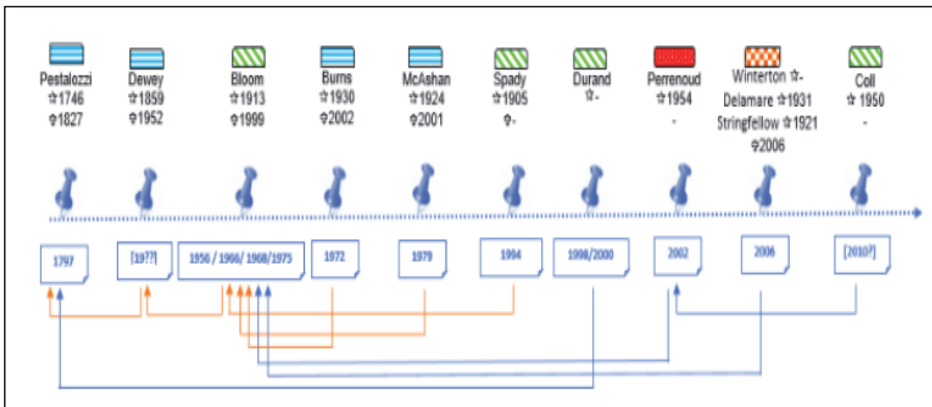 Pestalozzi
☆1746
♆1827
Dewey
☆1859
♆1952
Bloom
☆1913
♆1999
Burns
☆1930
♆2002
McAshan
☆1924
♆2001
Spady
☆1905
♆-
Durand
☆-
Perrenoud
☆1954
-
Winterton ☆-
Delamare ☆1931
Stringfellow ☆1921
♆2006
Coll
☆ 1950
-
1797
[19??]
1956 / 1966/ 1968/1975
1972
1979
1994
1998/2000
2002
2006
[2010?]